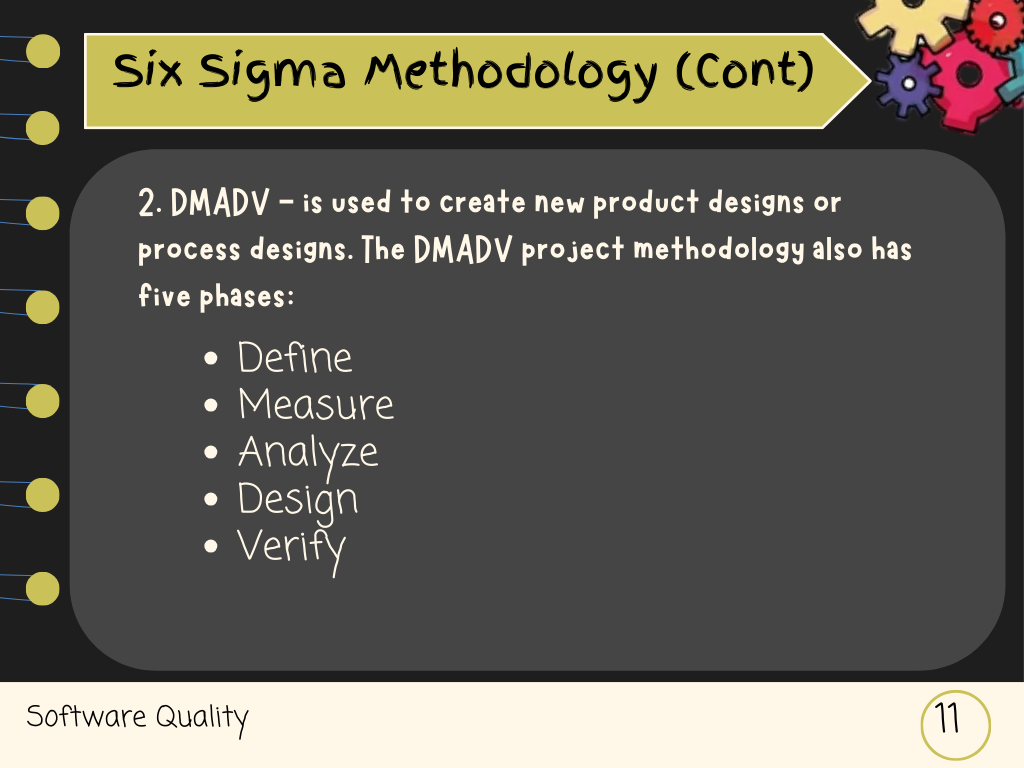 Six Sigma Methodology (Cont)
2. DMADV – is used to create new product designs or
process designs. The DMADV project methodology also has
five phases:
• Define
• Measure
• Analyze
• Design
• Verify
Software Quality
11